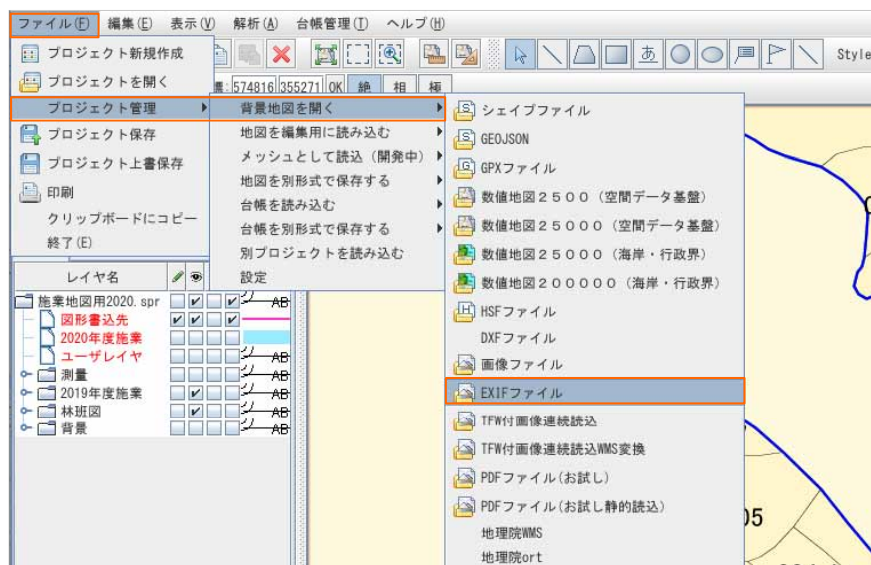 ファイル(F) 編集(E) 表示(V) 解析(A) 台帳管理(T) ヘルプ(H)
プロジェクト新規作成
あ
Style
プロジェクトを開く
574816 355271 OK 絶 相 極
プロジェクト管理
プロジェクト保存
プロジェクト上書保存
印刷
クリップボードにコピー
終了(E)
背景地図を開く
地図を編集用に読み込む
メッシュとして読込(開発中)
地図を別形式で保存する
台帳を読み込む
台帳を別形式で保存する
別プロジェクトを読み込む
設定
シェイプファイル
GEOJSON
GPXファイル
数値地図2500(空間データ基盤)
数値地図25000(空間データ基盤)
数値地図25000(海岸・行政界)
数値地図200000(海岸・行政界)
HSFファイル
DXFファイル
画像ファイル
EXIFファイル
TFW付画像連続読込
TFW付画像連続読込WMS変換
PDFファイル(お試し)
PDFファイル(お試し静的読込)
地理院WMS
地理院ort
レイヤ名
施業地図用2020.spr AB
図形書込先
2020年度施業
ユーザレイヤ AB
測量 AB
2019年度施業 AB
林班図 AB
背景 AB
05